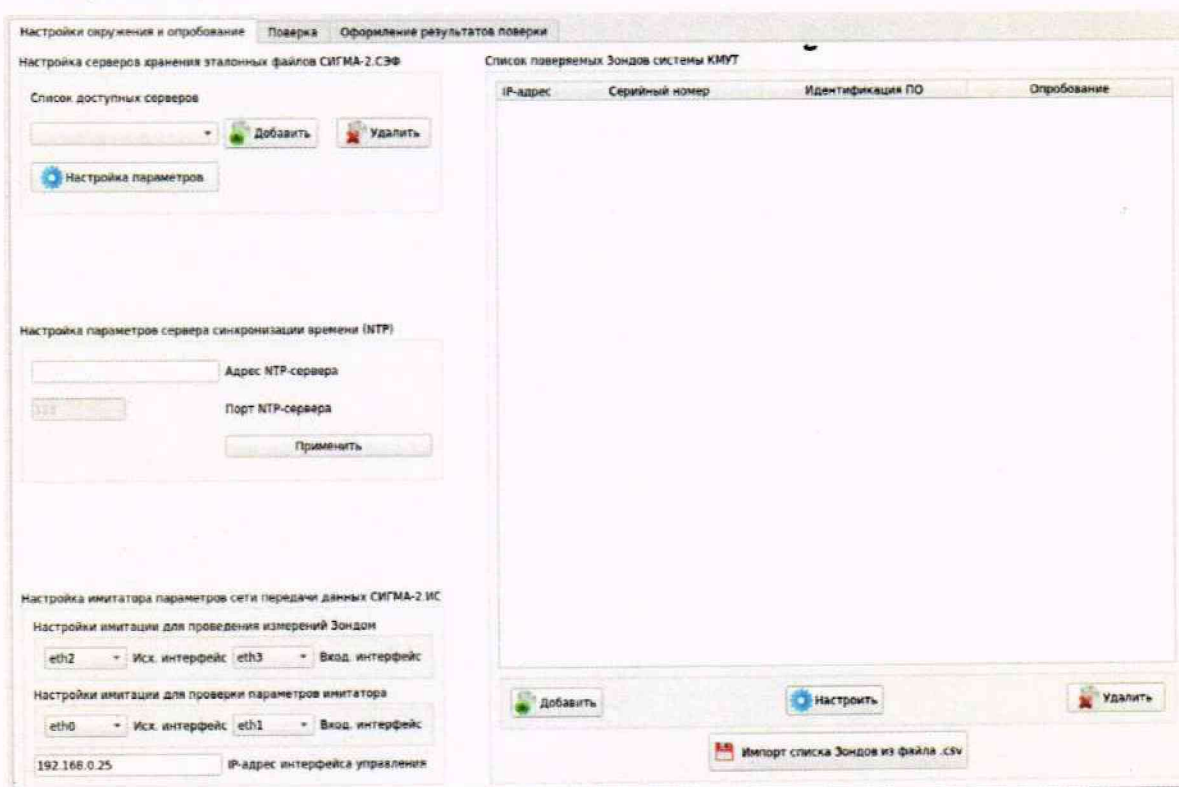 Настройки окружения и опробование
Поверка
Оформление результатов поверки
Настройка серверов хранения эталонных файлов СИГМА-2.СЭФ
Список доступных серверов
Добавить
Удалить
Настройка параметров
Настройка параметров сервера синхронизации времени (NTP)
Адрес NTP-сервера
123
Порт NTP-сервера
Применить
Настройка имитатора параметров сети передачи данных СИГМА-2.ИС
Настройки имитации для проведения измерений Зондом
eth2
Исх. интерфейс
eth3
Вход. интерфейс
Настройки имитации для проверки параметров имитатора
eth0
Исх. интерфейс
eth1
Вход. интерфейс
192.168.0.25
IP-адрес интерфейса управления
Список поверяемых Зондов системы КМУТ
IP-адрес
Серийный номер
Идентификация ПО
Опробование
Добавить
Настроить
Удалить
Импорт списка Зондов из файла .csv